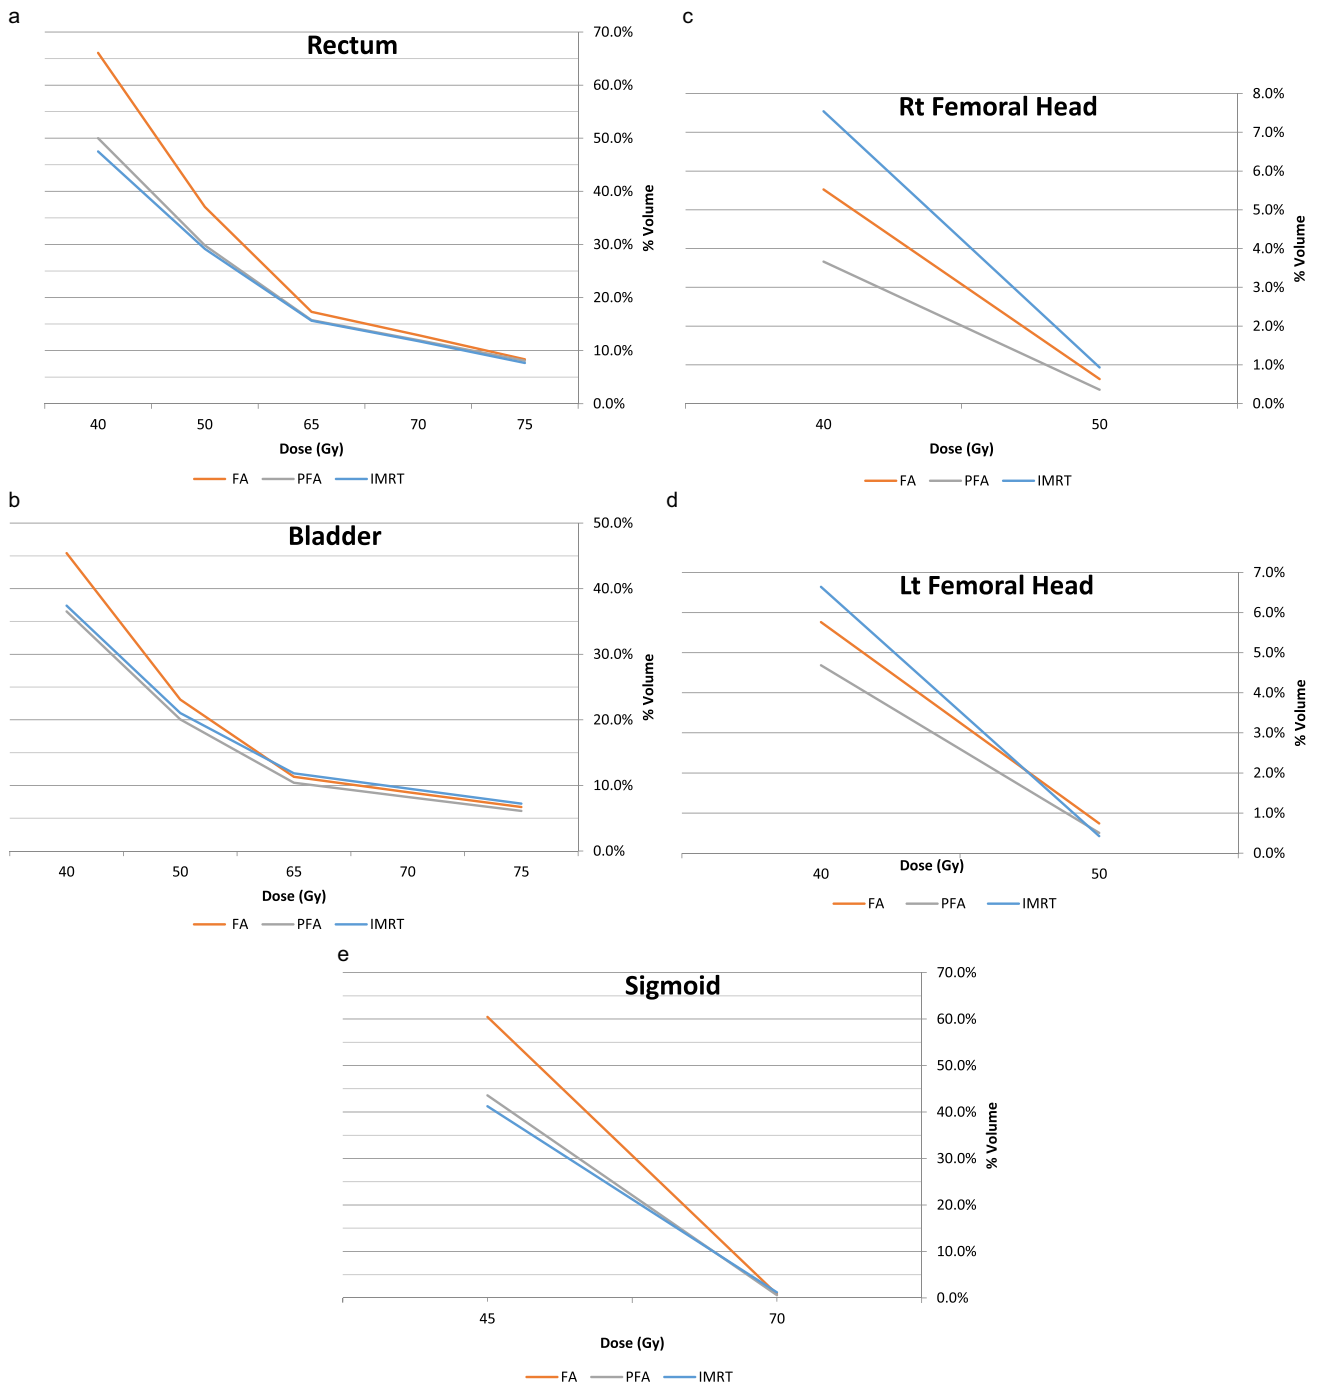 a
Rectum
70.0%
60.0%
50.0%
40.0%
30.0%
20.0%
10.0%
0.0%
% Volume
40 50 65 70 75
Dose (Gy)
FA PFA IMRT
c
Rt Femoral Head
8.0%
7.0%
6.0%
5.0%
4.0%
3.0%
2.0%
1.0%
0.0%
% Volume
40 50
Dose (Gy)
FA PFA IMRT
b
Bladder
50.0%
40.0%
30.0%
20.0%
10.0%
0.0%
% Volume
40 50 65 70 75
Dose (Gy)
FA PFA IMRT
d
Lt Femoral Head
7.0%
6.0%
5.0%
4.0%
3.0%
2.0%
1.0%
0.0%
% Volume
40 50
Dose (Gy)
FA PFA IMRT
e
Sigmoid
70.0%
60.0%
50.0%
40.0%
30.0%
20.0%
10.0%
0.0%
% Volume
45 70
Dose (Gy)
FA PFA IMRT